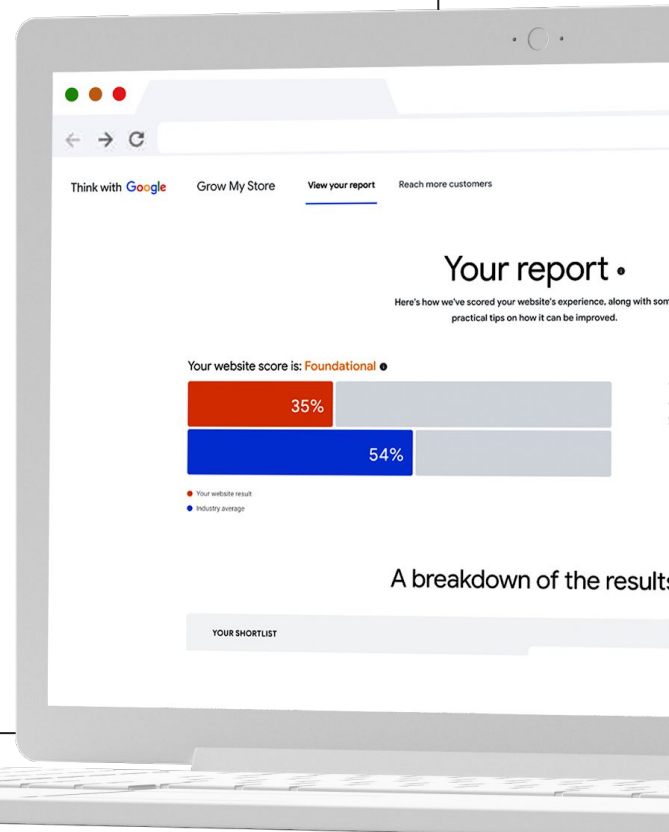 Think with Google Grow My Store View your report Reach more customers
Your report
Here's how we've scored your website's experience, along with som
practical tips on how it can be improved.
Your website score is: Foundational
35%
54%
Your website result
Industry average
A breakdown of the results
YOUR SHORTLIST